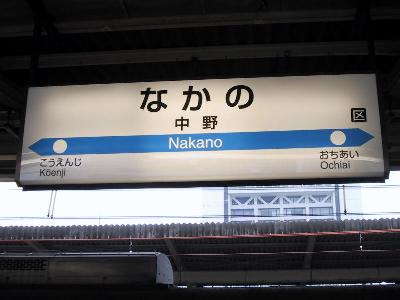 なかの
中野
区
Nakano
こうえんじ
Kōenji
おちあい
Ochiai